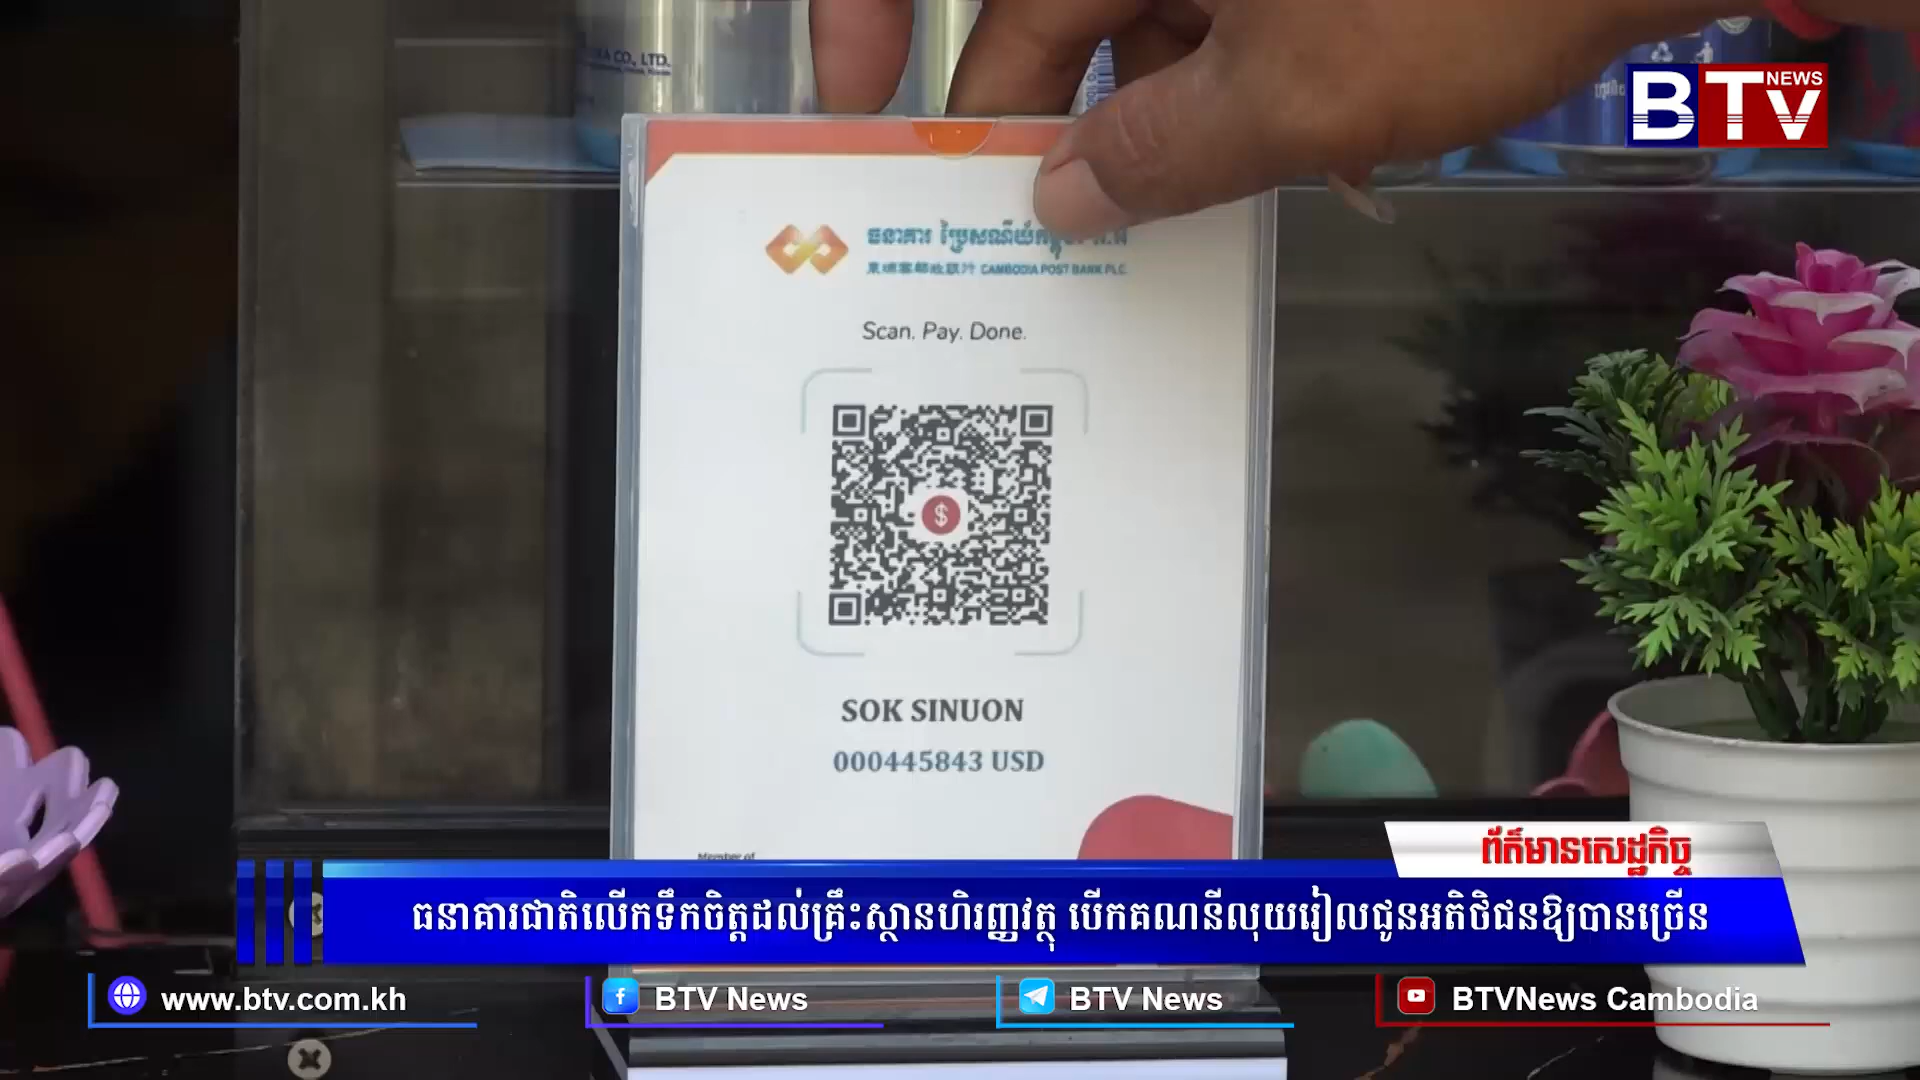 CO., LTD.
BTV NEWS
ធនាគារ ប្រៃសណីយ៍
CAMBODIA POST BANK PLC.
Scan. Pay. Done.
$
SOK SINUON
000445843 USD
Member of
ព័ត៌មានសេដ្ឋកិច្ច
ធនាគារជាតិលើកទឹកចិត្តដល់គ្រឹះស្ថានហិរញ្ញវត្ថុ បើកគណនីលុយរៀលជូនអតិថិជនឱ្យបានច្រើន
www.btv.com.kh
BTV News
BTV News
BTVNews Cambodia